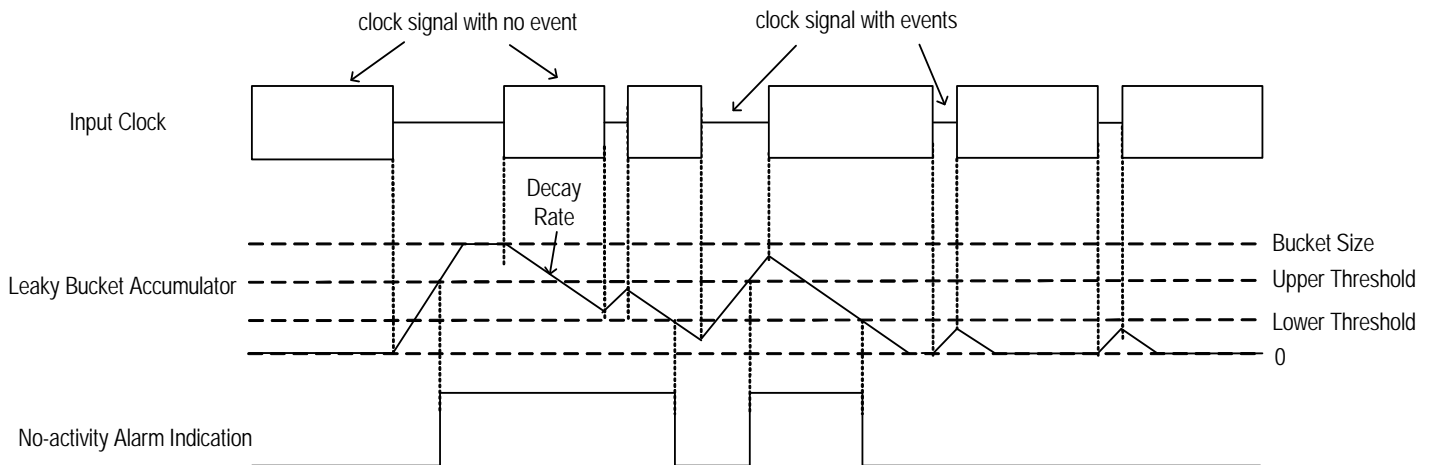 clock signal with no event
clock signal with events
Input Clock
Decay
Rate
Bucket Size
Leaky Bucket Accumulator
Upper Threshold
Lower Threshold
0
No-activity Alarm Indication